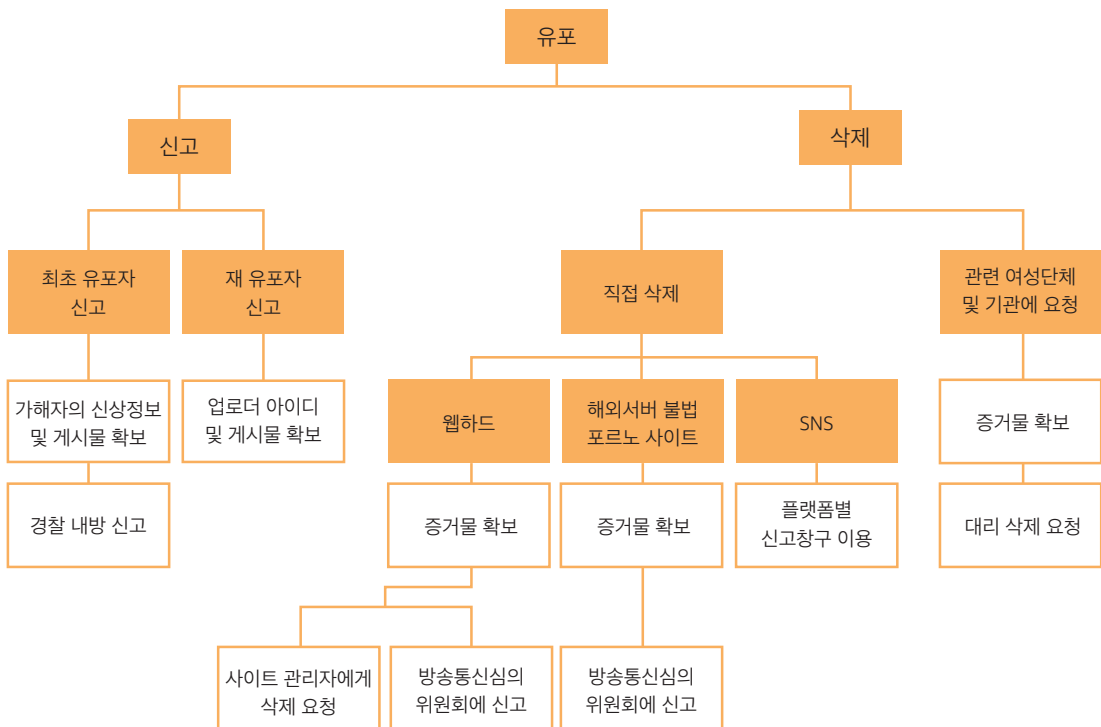 유포
신고
삭제
최초 유포자
신고
재 유포자
신고
직접 삭제
관련 여성단체
및 기관에 요청
가해자의 신상정보
및 게시물 확보
업로더 아이디
및 게시물 확보
웹하드
해외서버 불법
포르노 사이트
SNS
증거물 확보
경찰 내방 신고
증거물 확보
증거물 확보
플랫폼별
신고창구 이용
대리 삭제 요청
사이트 관리자에게
삭제 요청
방송통신심의
위원회에 신고
방송통신심의
위원회에 신고